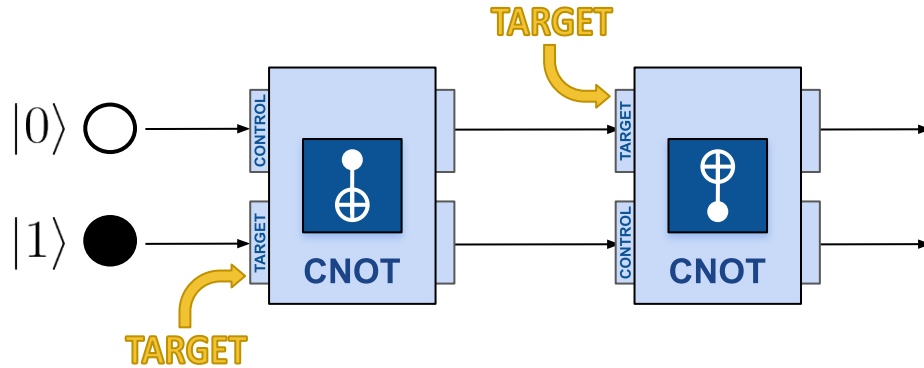 TARGET
|0⟩
CONTROL
TARGET
|1⟩
TARGET
CONTROL
CNOT
CNOT
TARGET